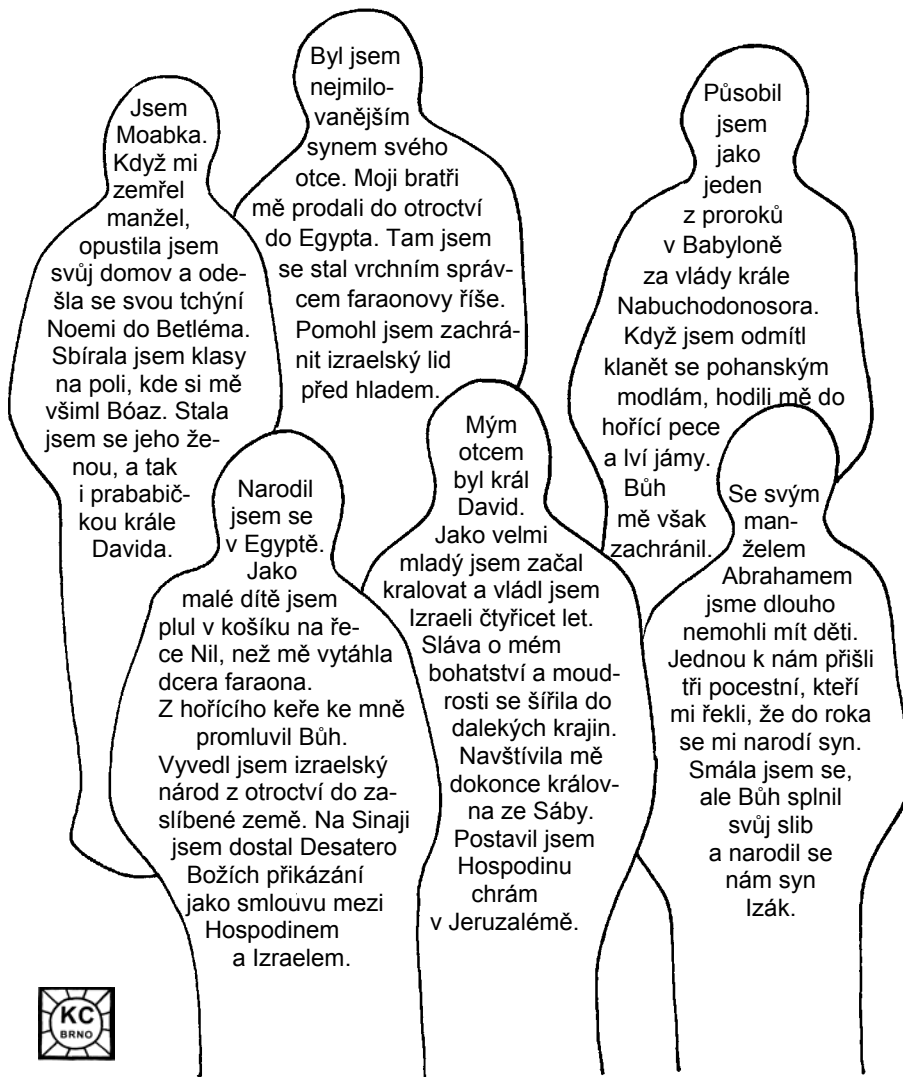 Jsem
Moabka.
Když mi
zemřel
manžel,
opustila jsem
svůj domov a ode-
šla se svou tchýní
Noemi do Betléma.
Sbírala jsem klasy
na poli, kde si mě
všiml Bóaz. Stala
jsem se jeho že-
nou, a tak
i prababič-
kou krále
Davida.
Byl jsem
nejmilo-
vanějším
synem svého
otce. Moji bratři
mě prodali do otroctví
do Egypta. Tam jsem
se stal vrchním správ-
cem faraonovy říše.
Pomohl jsem zachrá-
nit izraelský lid
před hladem.
Působil
jsem
jako
jeden
z proroků
v Babyloně
za vlády krále
Nabuchodonosora.
Když jsem odmítl
klanět se pohanským
modlám, hodili mě do
hořící pece
a lví jámy.
Bůh
mě však
zachránil.
Narodil
jsem se
v Egyptě.
Jako
malé dítě jsem
plul v košíku na ře-
ce Nil, než mě vytáhla
dcera faraona.
Z hořícího keře ke mně
promluvil Bůh.
Vyvedl jsem izraelský
národ z otroctví do za-
slíbené země. Na Sinaji
jsem dostal Desatero
Božích přikázání
jako smlouvu mezi
Hospodinem
a Izraelem.
Mým
otcem
byl král
David.
Jako velmi
mladý jsem začal
kralovat a vládl jsem
Izraeli čtyřicet let.
Sláva o mém
bohatství a moud-
rosti se šířila do
dalekých krajin.
Navštívila mě
dokonce králov-
na ze Sáby.
Postavil jsem
Hospodinu
chrám
v Jeruzalémě.
Se svým
man-
želem
Abrahamem
jsme dlouho
nemohli mít děti.
Jednou k nám přišli
tři pocestní, kteří
mi řekli, že do roka
se mi narodí syn.
Smála jsem se,
ale Bůh splnil
svůj slib
a narodil se
nám syn
Izák.
KC
BRNO